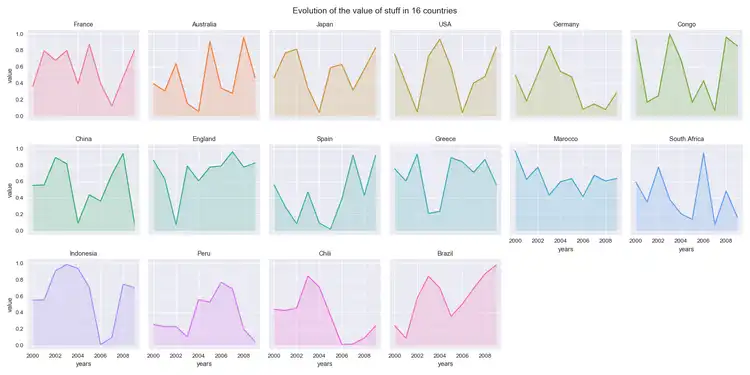 Evolution of the value of stuff in 16 countries
France Australia Japan USA Germany Congo
1.0
0.8
0.6
0.4
0.2
0.0
value
China England Spain Greece Marocco South Africa
1.0
0.8
0.6
0.4
0.2
0.0
value
2000 2002 2004 2006 2008 2000 2002 2004 2006 2008
years years
Indonesia Peru Chili Brazil
1.0
0.8
0.6
0.4
0.2
0.0
value
2000 2002 2004 2006 2008 2000 2002 2004 2006 2008 2000 2002 2004 2006 2008 2000 2002 2004 2006 2008
years years years years